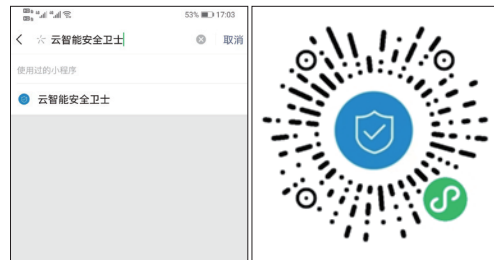 53% 17:03
云智能安全卫士
取消
使用过的小程序
云智能安全卫士